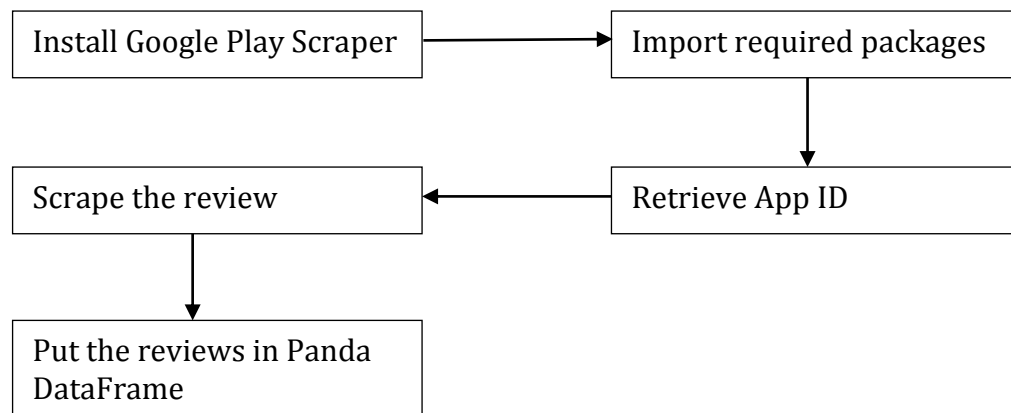 Install Google Play Scraper
Import required packages
Retrieve App ID
Scrape the review
Put the reviews in Panda
DataFrame